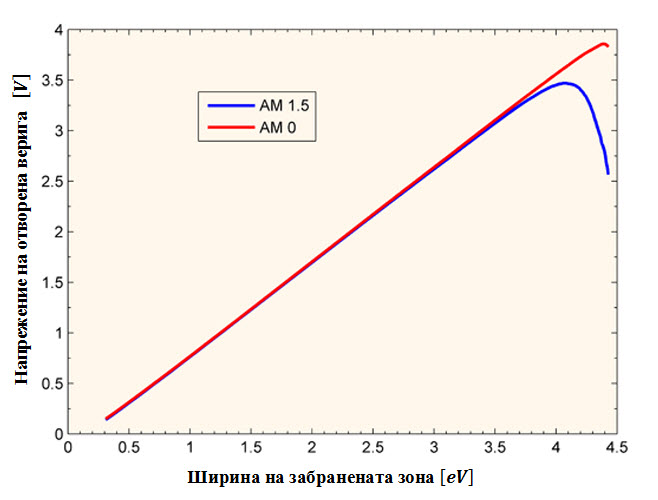 4
3.5
3
2.5
2
1.5
1
0.5
0
0 0.5 1 1.5 2 2.5 3 3.5 4 4.5
AM 1.5
AM 0
Напрежение на отворена верига [V]
Ширина на забранената зона [eV]